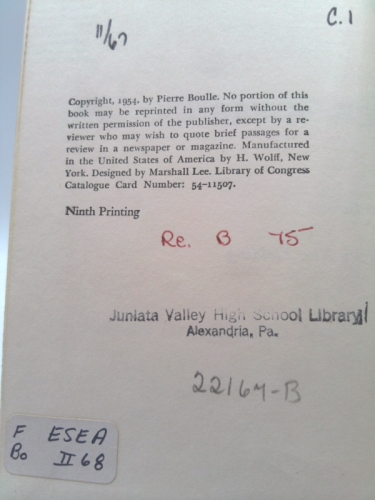 11/67
C.1
Copyright, 1954, by Pierre Boulle. No portion of this
book may be reprinted in any form without the
written permission of the publisher, except by a re-
viewer who may wish to quote brief passages for a
review in a newspaper or magazine. Manufactured
in the United States of America by H. Wolff, New
York. Designed by Marshall Lee. Library of Congress
Catalogue Card Number: 54-11507.
Ninth Printing
Re. B 75
Juniata Valley High School Library
Alexandria, Pa.
22167-B
F ESEA
Bo II 68